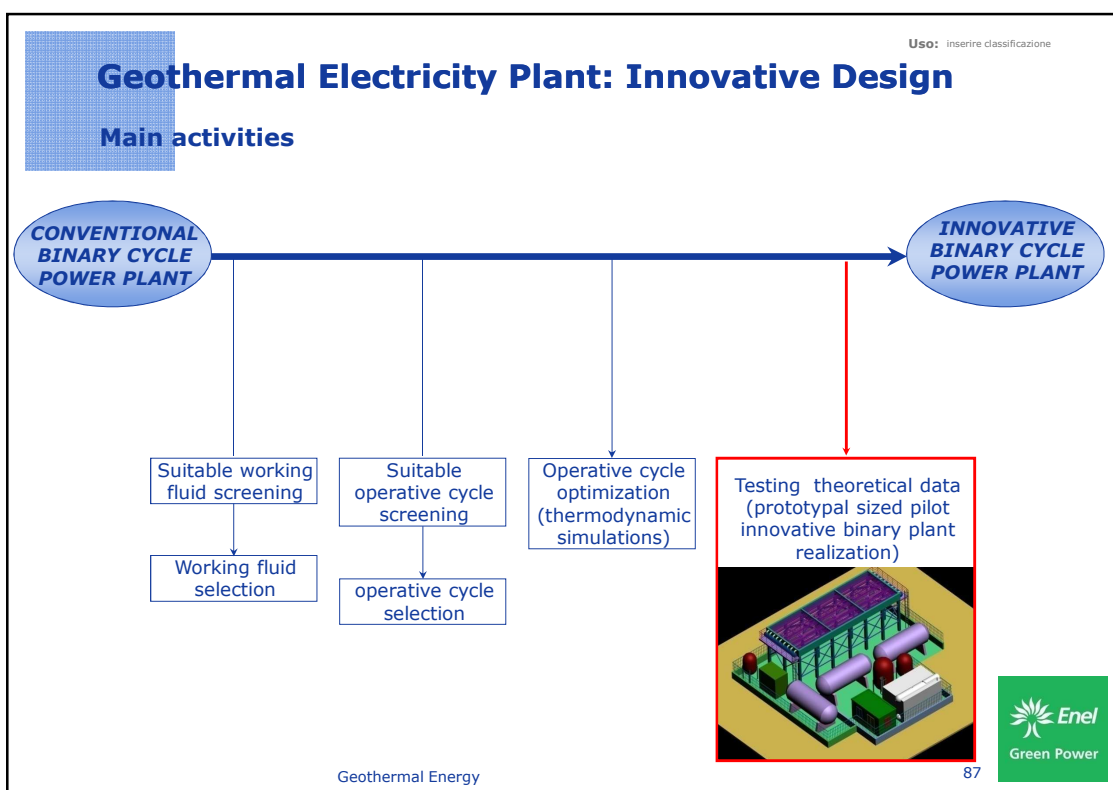 Uso: inserire classificazione
Geothermal Electricity Plant: Innovative Design
Main activities
CONVENTIONAL
BINARY CYCLE
POWER PLANT
INNOVATIVE
BINARY CYCLE
POWER PLANT
Suitable working
fluid screening
Working fluid
selection
Suitable
operative cycle
screening
operative cycle
selection
Operative cycle
optimization
(thermodynamic
simulations)
Testing theoretical data
(prototypal sized pilot
innovative binary plant
realization)
Enel
Green Power
Geothermal Energy
87